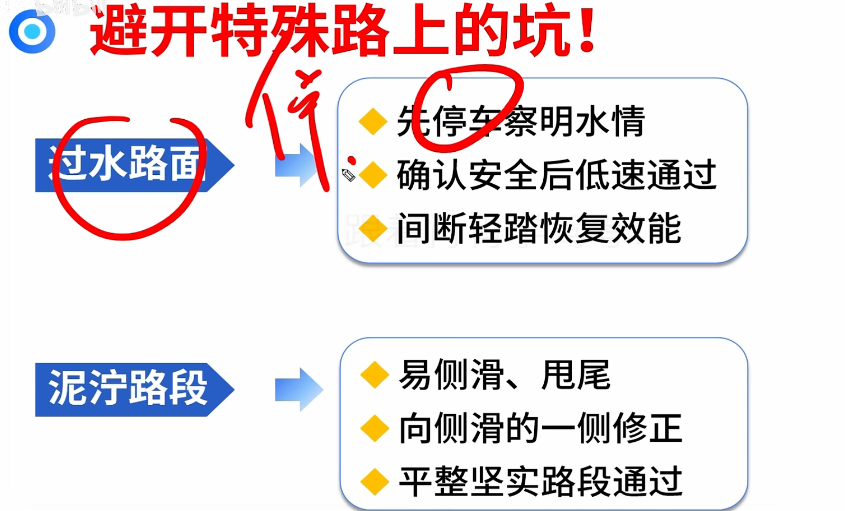 避开特殊路上的坑！
停
过水路面
先停车察明水情
确认安全后低速通过
间断轻踏恢复效能
泥泞路段
易侧滑、甩尾
向侧滑的一侧修正
平整坚实路段通过